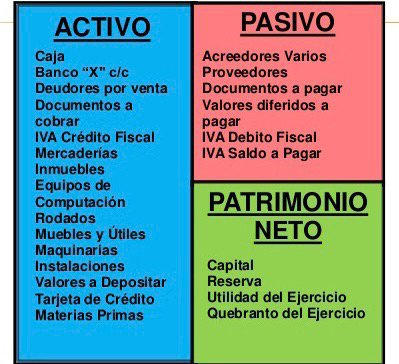 ACTIVO
Caja
Banco “X” c/c
Deudores por venta
Documentos a
cobrar
IVA Crédito Fiscal
Mercaderías
Inmuebles
Equipos de
Computación
Rodados
Muebles y Útiles
Maquinarias
Instalaciones
Valores a Depositar
Tarjeta de Crédito
Materias Primas
PASIVO
Acreedores Varios
Proveedores
Documentos a pagar
Valores diferidos a
pagar
IVA Debito Fiscal
IVA Saldo a Pagar
PATRIMONIO
NETO
Capital
Reserva
Utilidad del Ejercicio
Quebranto del Ejercicio